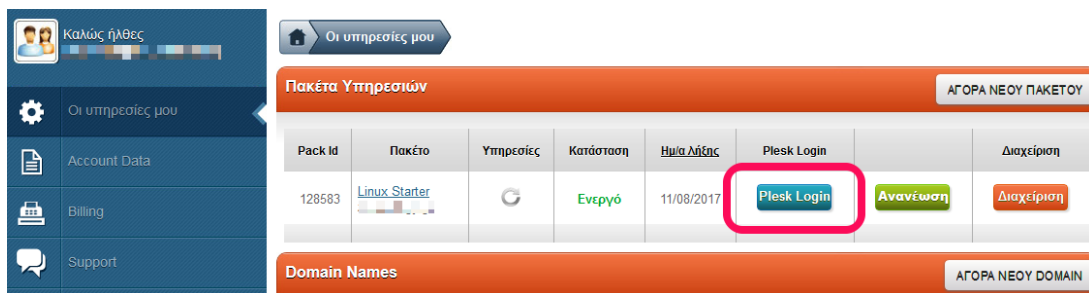 Καλώς ήλθες
Οι υπηρεσίες μου
Account Data
Billing
Support
Οι υπηρεσίες μου
Πακέτα Υπηρεσιών
ΑΓΟΡΑ ΝΕΟΥ ΠΑΚΕΤΟΥ
Pack Id Πακέτο Υπηρεσίες Κατάσταση Ημ/α Λήξης Plesk Login Διαχείριση
128583 Linux Starter Ενεργό 11/08/2017 Plesk Login Ανανέωση Διαχείριση
Domain Names
ΑΓΟΡΑ ΝΕΟΥ DOMAIN